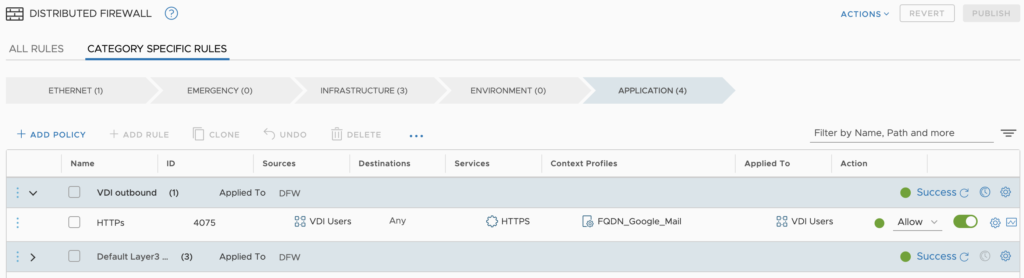 DISTRIBUTED FIREWALL ?
ACTIONS REVERT PUBLISH
ALL RULES CATEGORY SPECIFIC RULES
ETHERNET (1) EMERGENCY (0) INFRASTRUCTURE (3) ENVIRONMENT (0) APPLICATION (4)
+ ADD POLICY + ADD RULE CLONE UNDO DELETE ... Filter by Name, Path and more
Name ID Sources Destinations Services Context Profiles Applied To Action
VDI outbound (1) Applied To DFW Success
HTTPs 4075 VDI Users Any HTTPS FQDN_Google_Mail VDI Users Allow
Default Layer3 ... (3) Applied To DFW Success